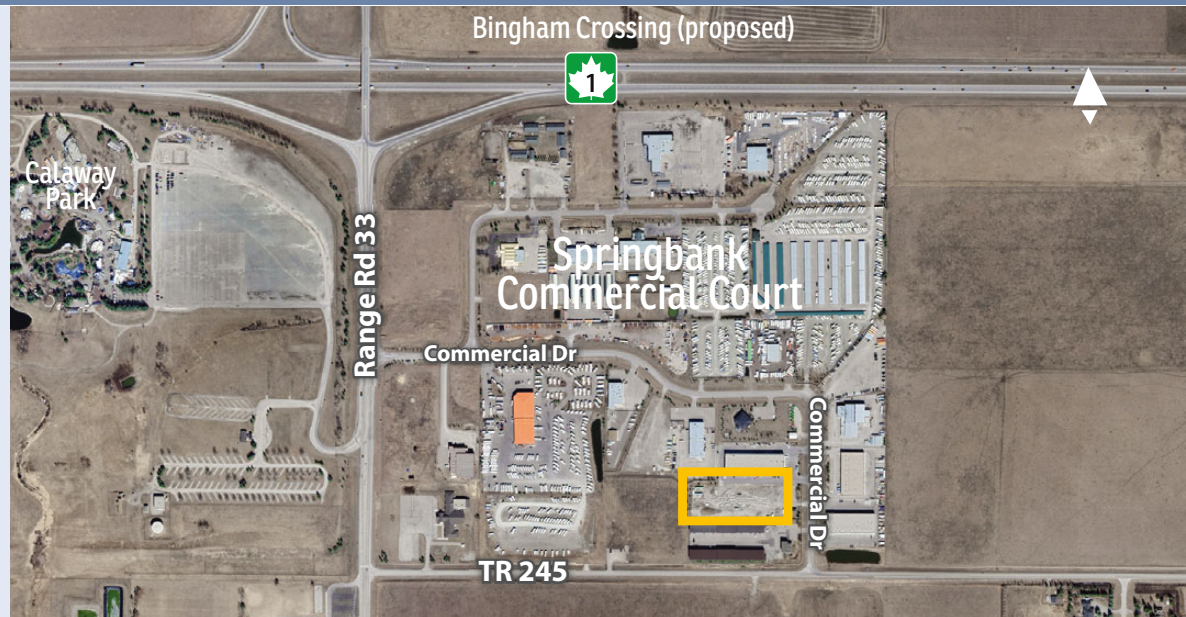 Bingham Crossing (proposed)
1
Calaway
Park
Range Rd 33
Springbank
Commercial Court
Commercial Dr
Commercial Dr
TR 245